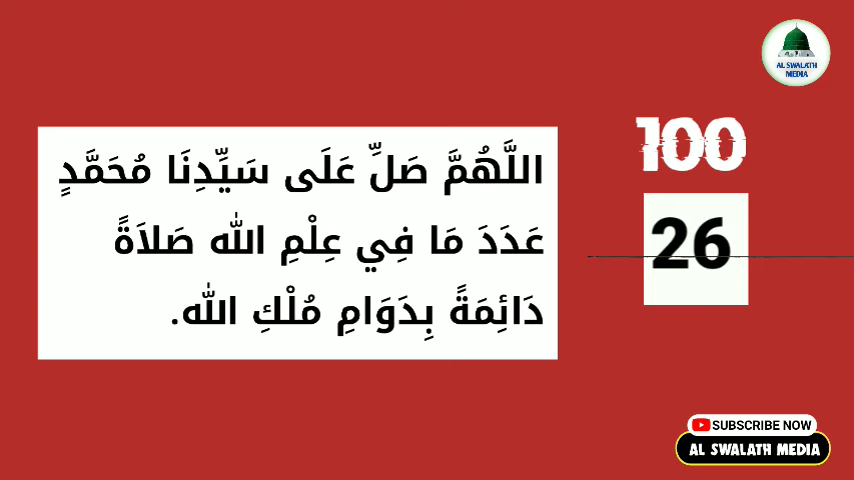 اللَّهُمَّ صَلِّ عَلَى سَيِّدِنَا مُحَمَّدٍ
عَدَدَ مَا فِي عِلْمِ الله صَلاَةً
دَائِمَةً بِدَوَامِ مُلْكِ الله.
100
26
AL SWALATH
MEDIA
SUBSCRIBE NOW
AL SWALATH MEDIA